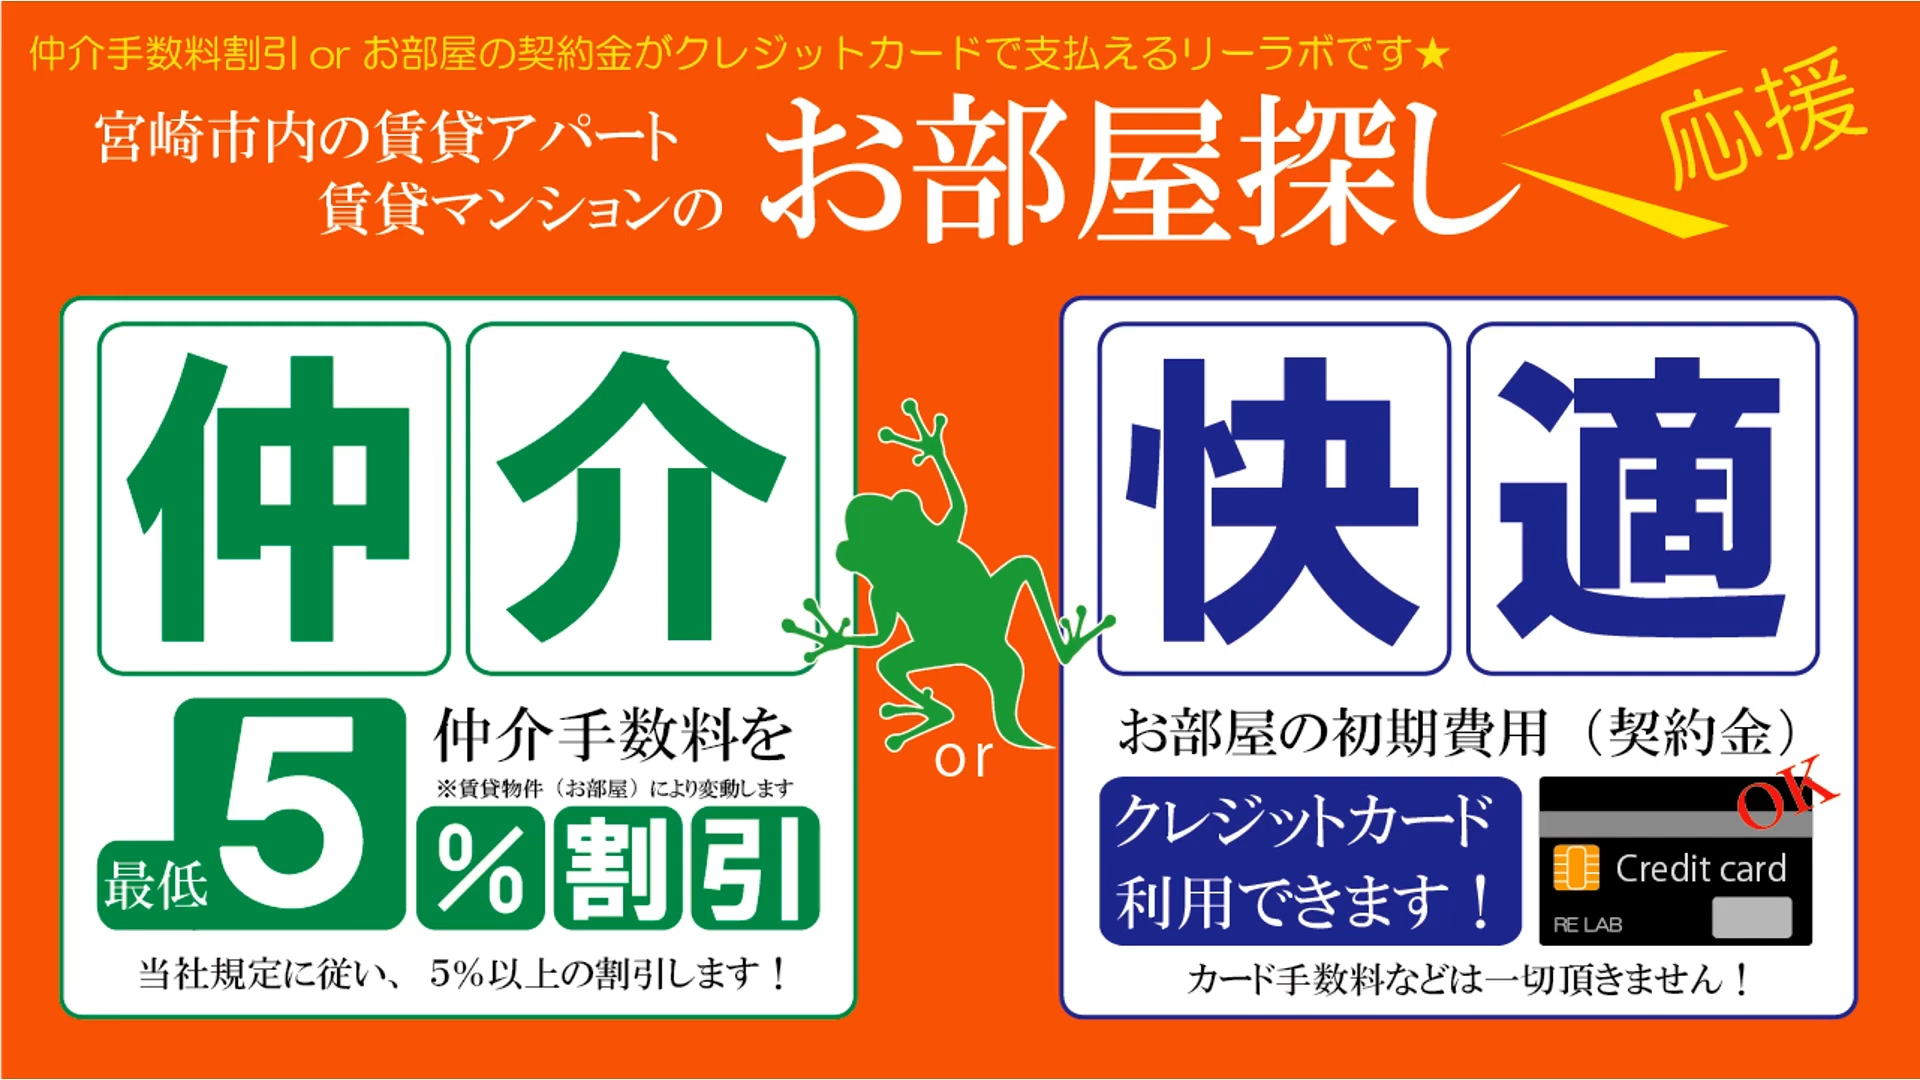 仲介手数料割引 or お部屋の契約金がクレジットカードで支払えるリーラボです★
宮崎市内の賃貸アパート
賃貸マンションの
お部屋探し
応援
仲介
最低5%割引
仲介手数料を
※賃貸物件（お部屋）により変動します
当社規定に従い、5%以上の割引します！
or
快適
お部屋の初期費用（契約金）
クレジットカード
利用できます！
OK
Credit card
RE LAB
カード手数料などは一切頂きません！